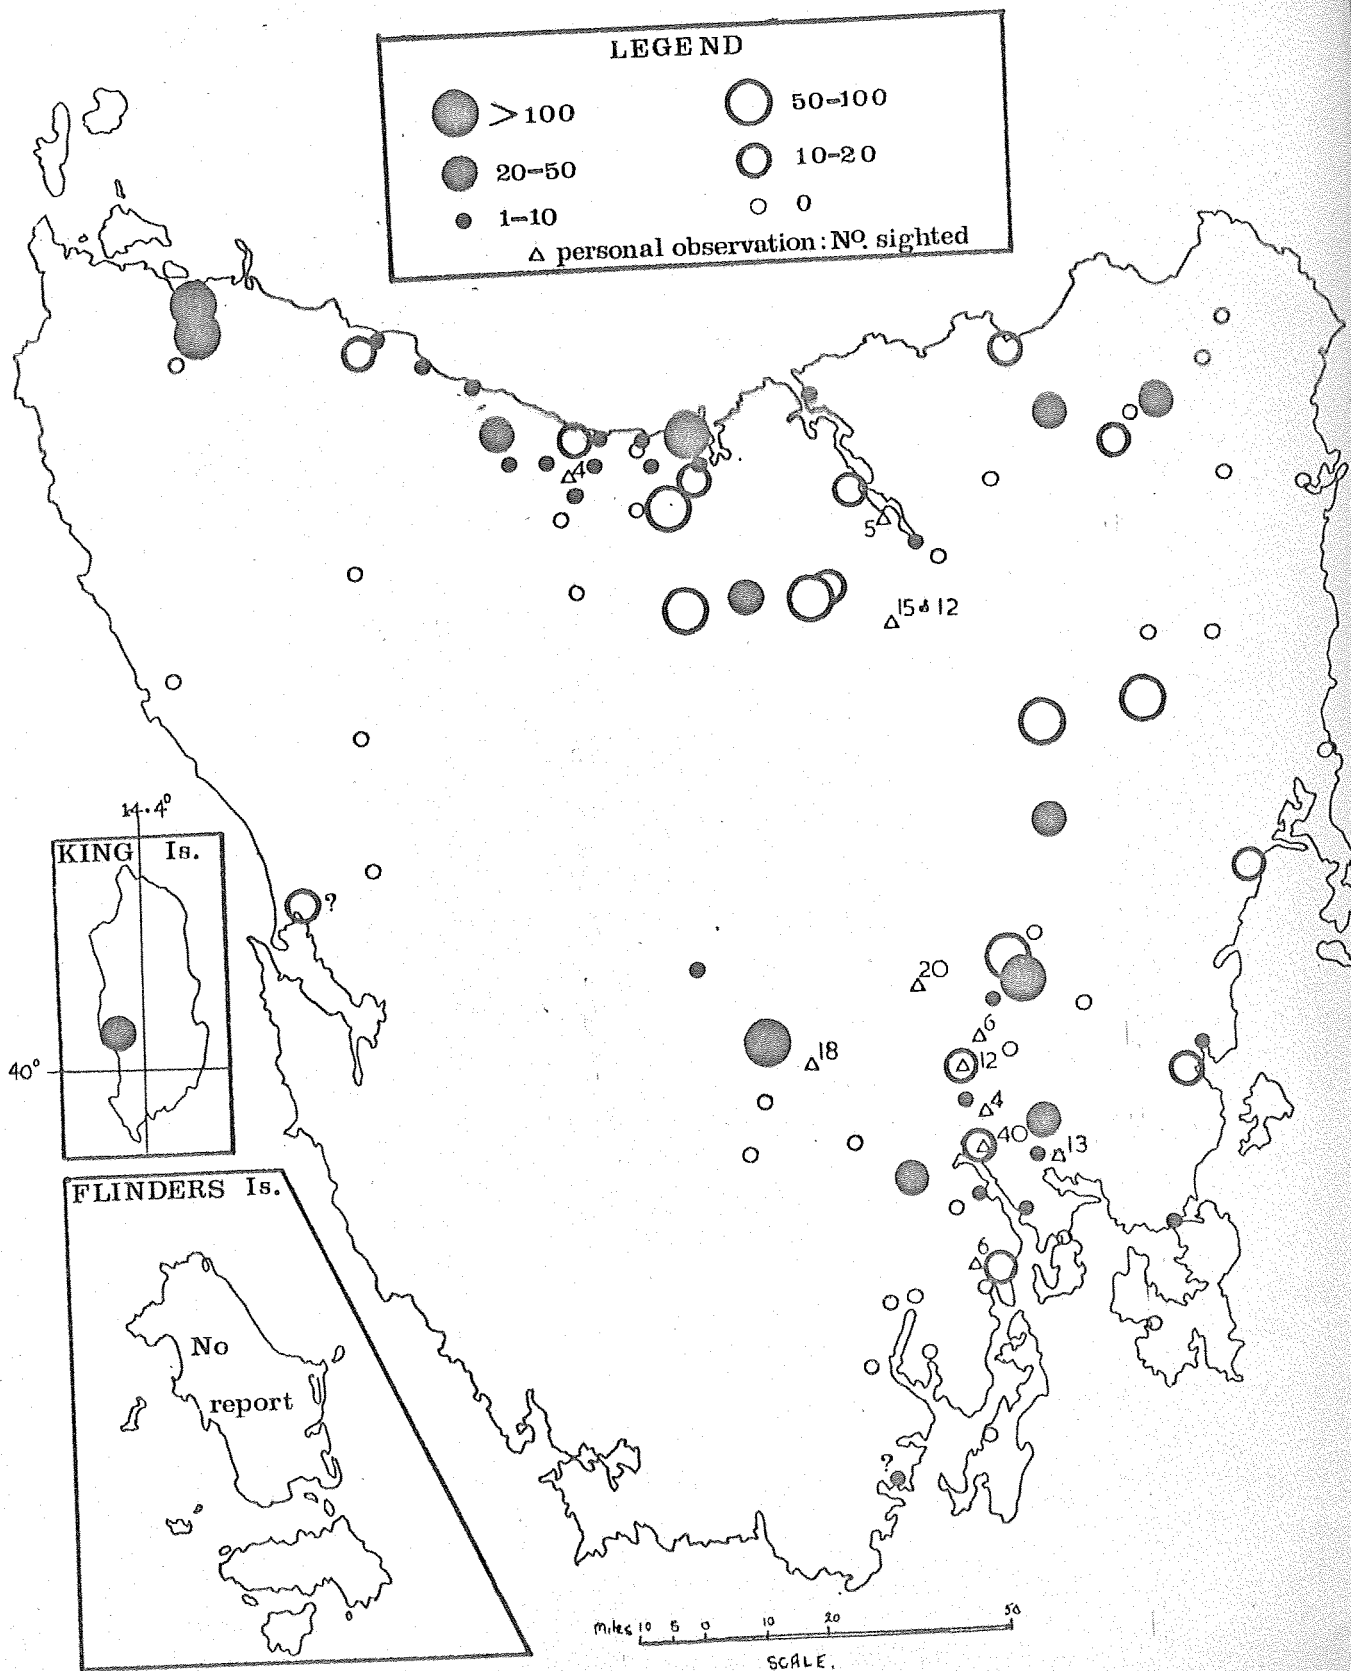 LEGEND
>100
50-100
20-50
10-20
1-10
0
△ personal observation: Nº. sighted
4
5
15 & 12
14.4°
KING Is.
?
20
6
18
12
40°
4
40
13
FLINDERS Is.
6
No
report
?
Miles 10 5 0 10 20 50
SCALE.